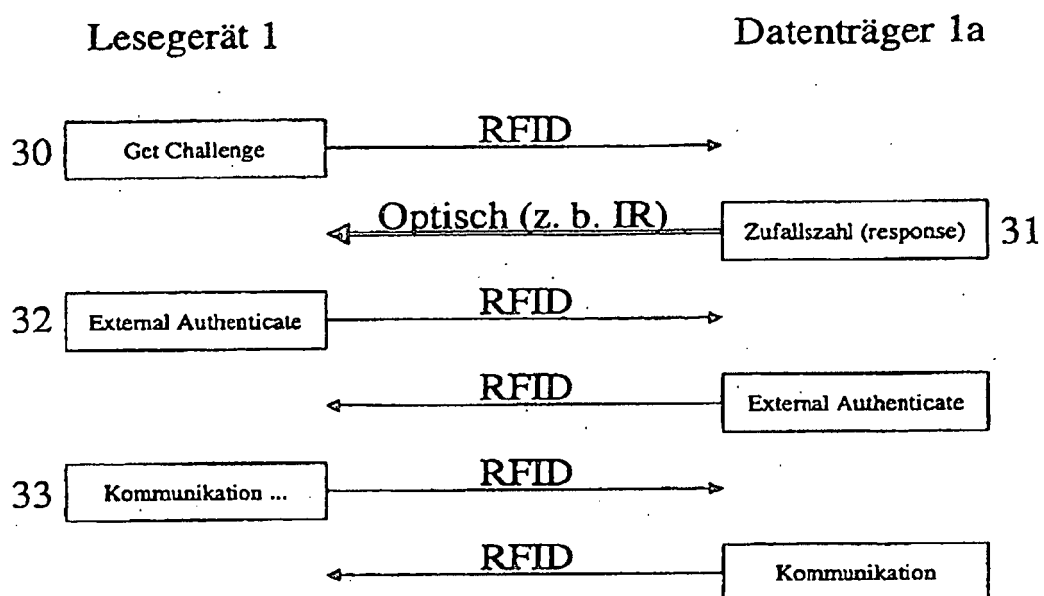 Lesegerät 1
Datenträger 1a
RFID
30 Get Challenge
Optisch (z. b. IR)
Zufallszahl (response) 31
RFID
32 External Authenticate
RFID
External Authenticate
RFID
33 Kommunikation ...
RFID
Kommunikation